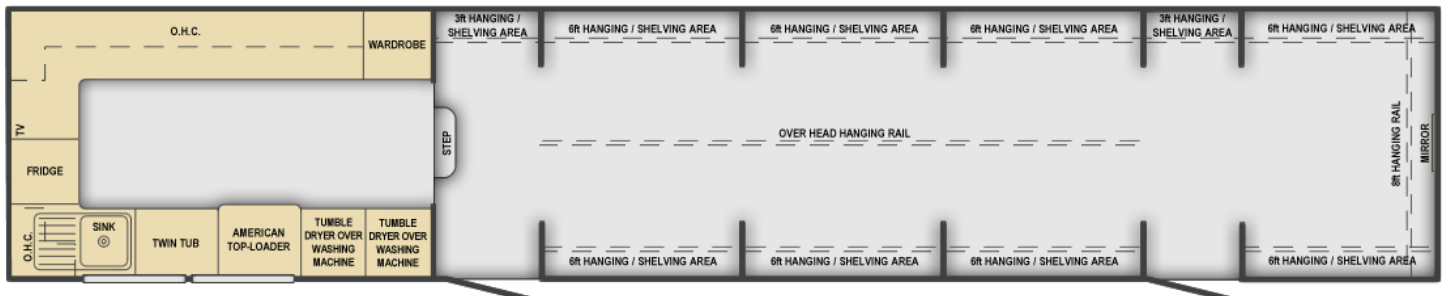 O.H.C.
WARDROBE
3ft HANGING /
SHELVING AREA
6ft HANGING / SHELVING AREA
6ft HANGING / SHELVING AREA
6ft HANGING / SHELVING AREA
3ft HANGING /
SHELVING AREA
6ft HANGING / SHELVING AREA
TV
FRIDGE
STEP
OVER HEAD HANGING RAIL
8ft HANGING RAIL
MIRROR
O.H.C.
SINK
TWIN TUB
AMERICAN
TOP-LOADER
TUMBLE
DRYER OVER
WASHING
MACHINE
TUMBLE
DRYER OVER
WASHING
MACHINE
6ft HANGING / SHELVING AREA
6ft HANGING / SHELVING AREA
6ft HANGING / SHELVING AREA
6ft HANGING / SHELVING AREA